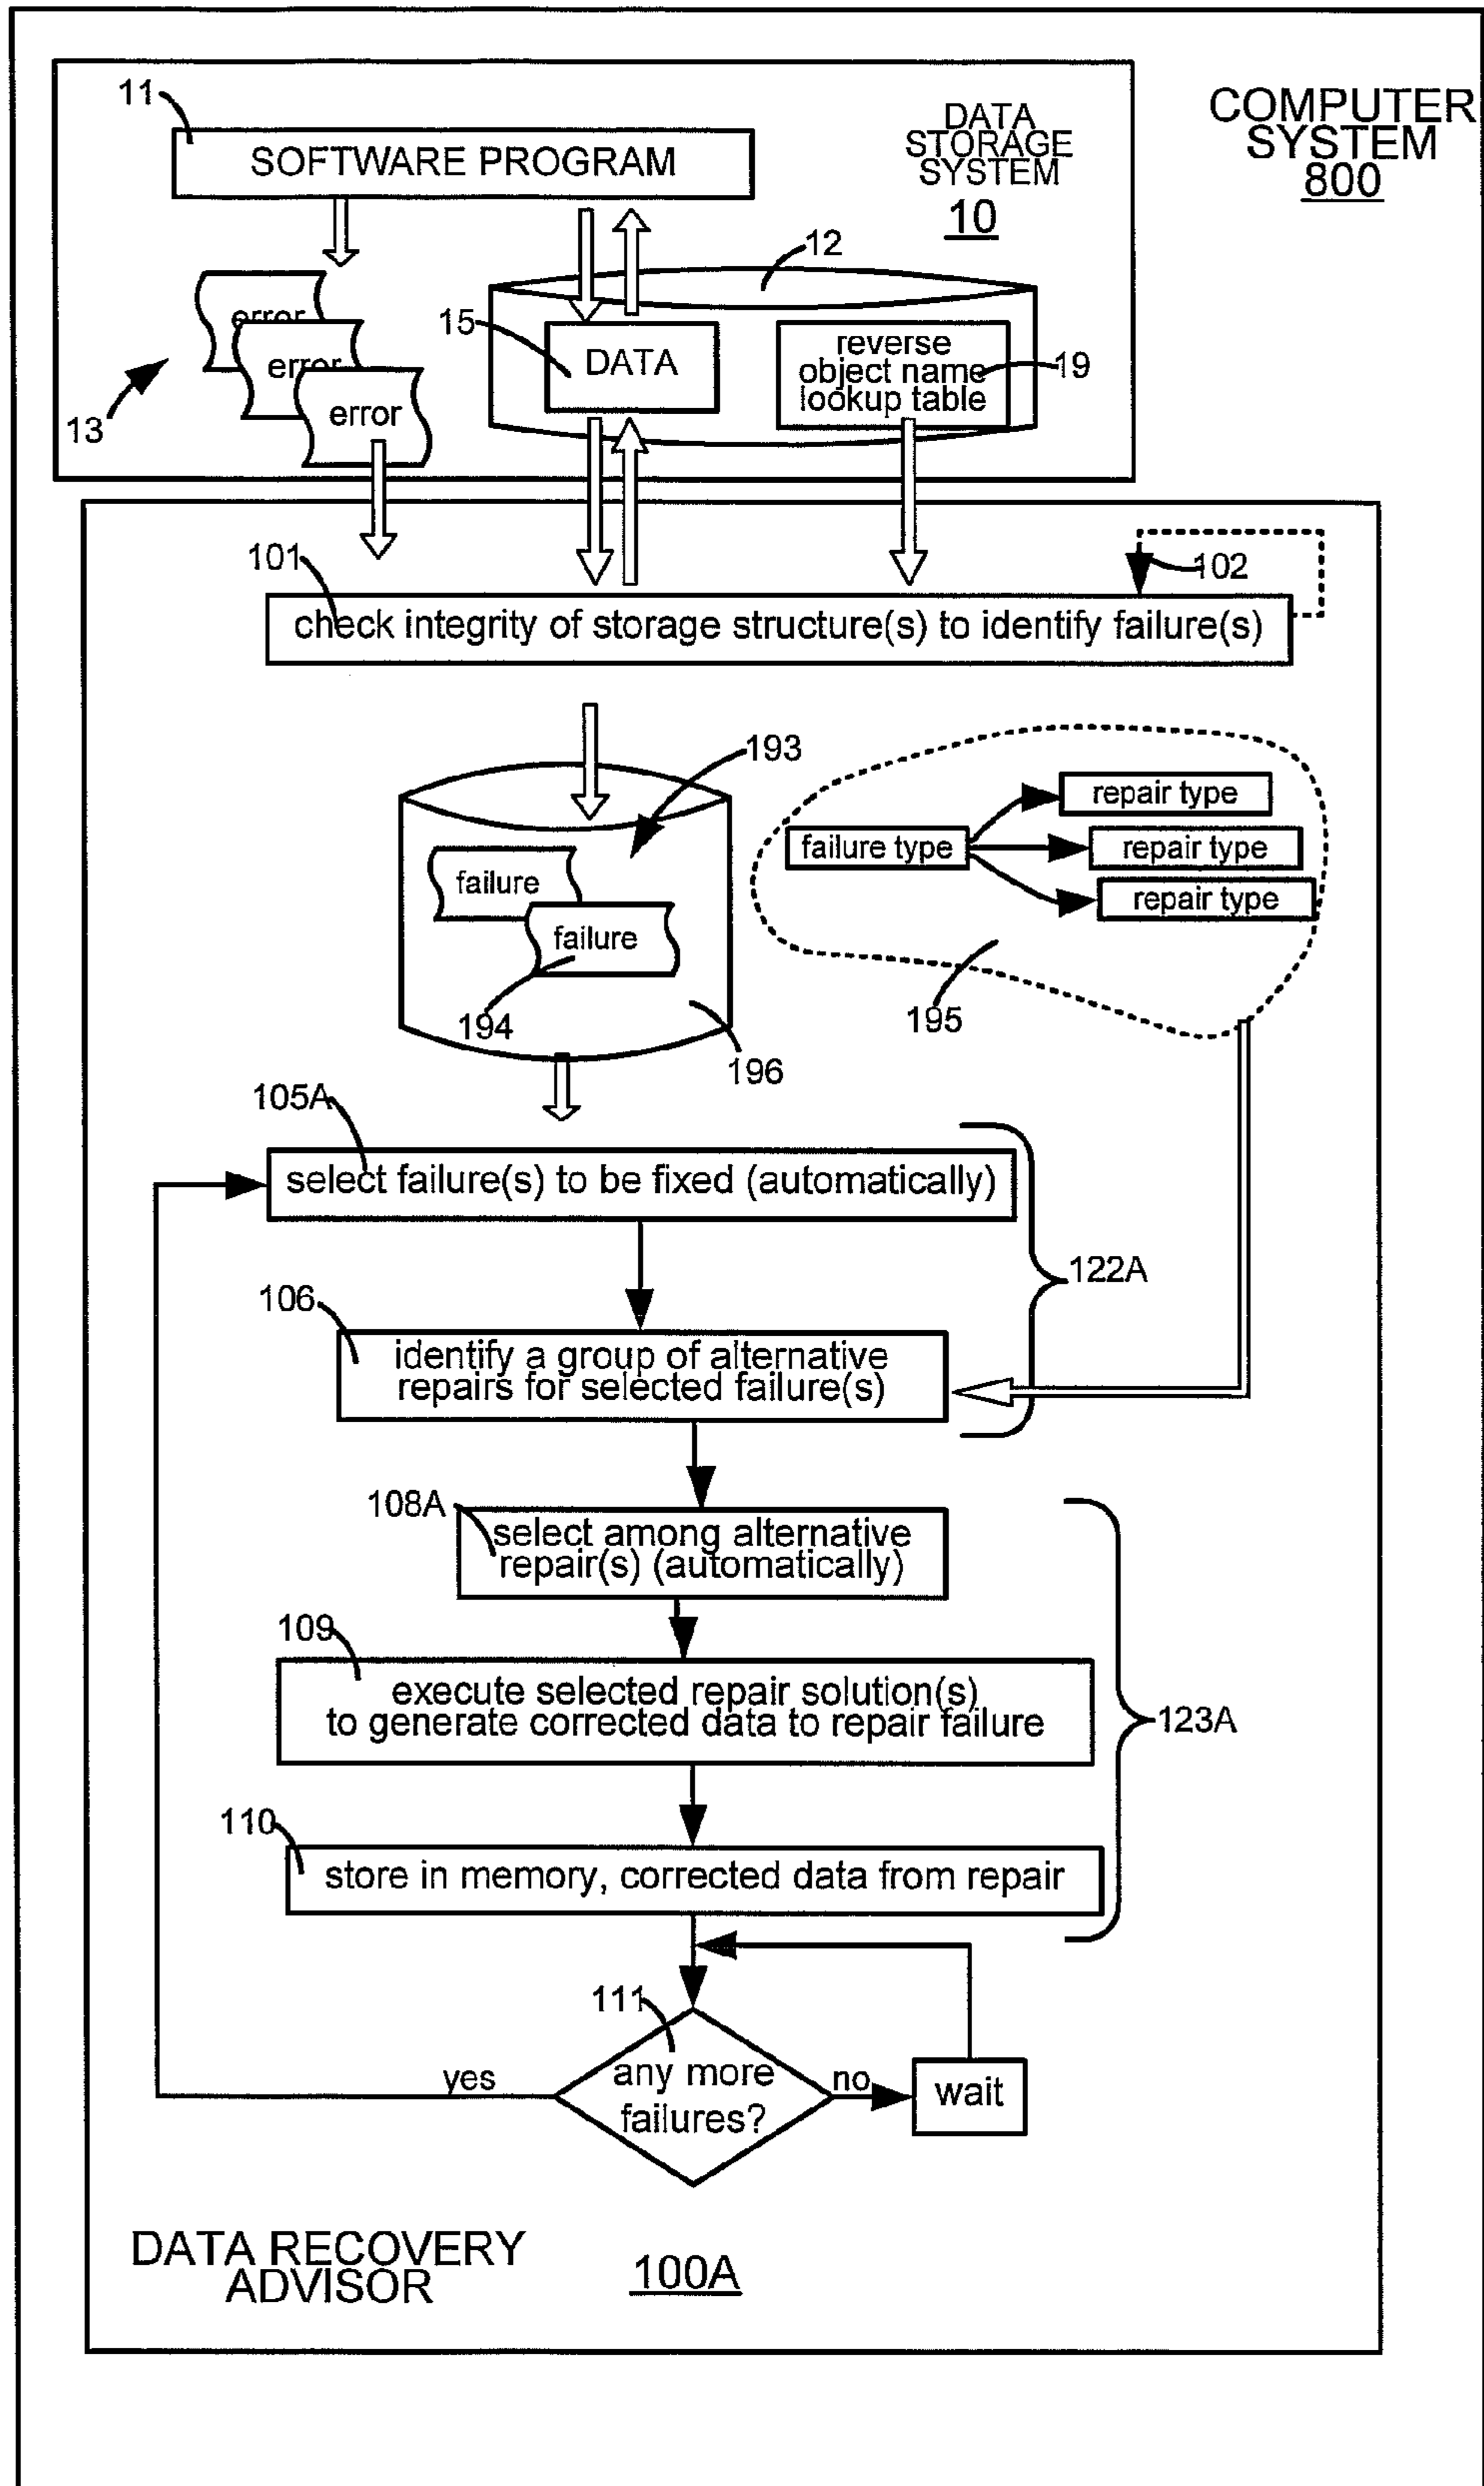 COMPUTER
SYSTEM
800
11
SOFTWARE PROGRAM
DATA
STORAGE
SYSTEM
10
12
error
error
error
13
15
DATA
reverse
object name
lookup table
19
101
102
check integrity of storage structure(s) to identify failure(s)
193
failure
failure
194
196
failure type
repair type
repair type
repair type
195
105A
select failure(s) to be fixed (automatically)
122A
106
identify a group of alternative
repairs for selected failure(s)
108A
select among alternative
repair(s) (automatically)
109
execute selected repair solution(s)
to generate corrected data to repair failure
123A
110
store in memory, corrected data from repair
111
any more
failures?
yes
no
wait
DATA RECOVERY
ADVISOR
100A